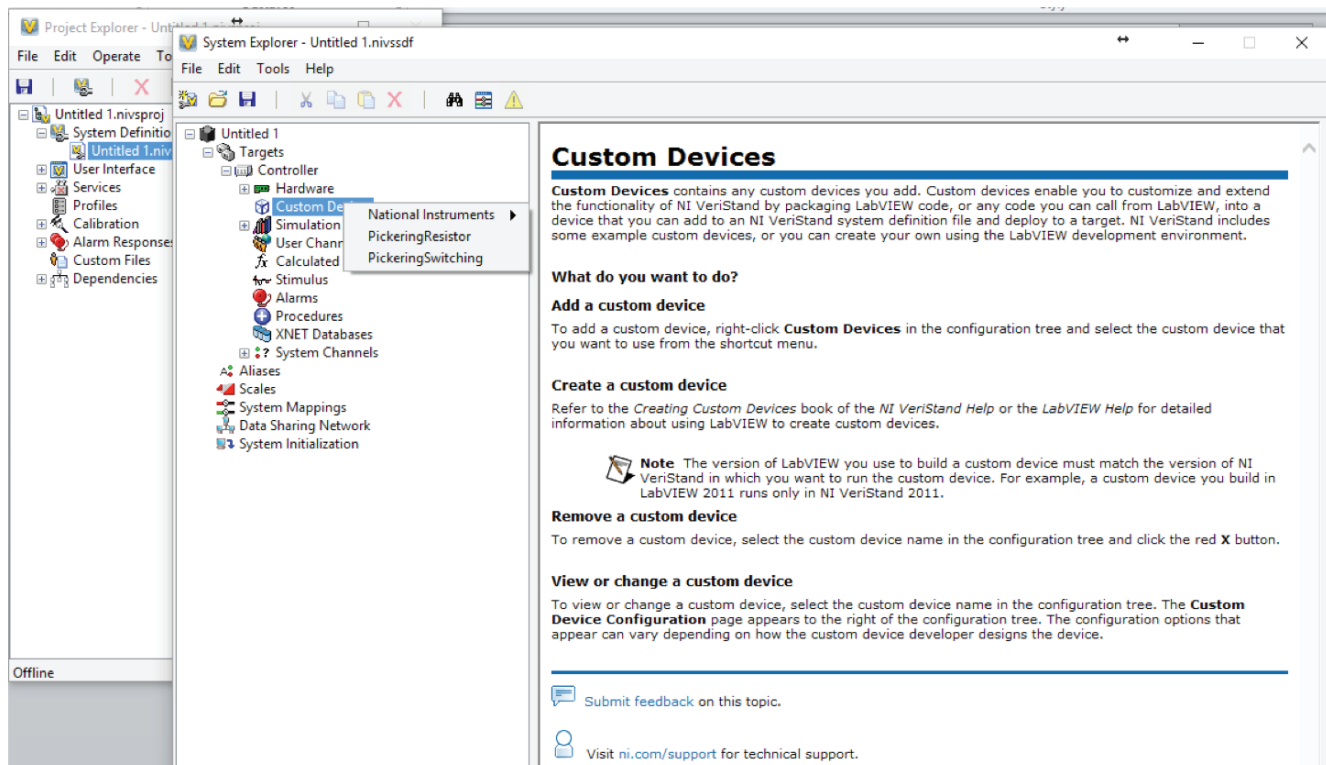 Project Explorer - Unti
File Edit Operate To
Untitled 1.nivsproj
System Definitio
Untitled 1.niv
User Interface
Services
Profiles
Calibration
Alarm Responses
Custom Files
Dependencies
Offline
System Explorer - Untitled 1.nivssdf
File Edit Tools Help
Untitled 1
Targets
Controller
Hardware
Custom De
Simulation
User Chann
Calculated
Stimulus
Alarms
Procedures
XNET Databases
System Channels
Aliases
Scales
System Mappings
Data Sharing Network
System Initialization
National Instruments
PickeringResistor
PickeringSwitching
Custom Devices
Custom Devices contains any custom devices you add. Custom devices enable you to customize and extend
the functionality of NI VeriStand by packaging LabVIEW code, or any code you can call from LabVIEW, into a
device that you can add to an NI VeriStand system definition file and deploy to a target. NI VeriStand includes
some example custom devices, or you can create your own using the LabVIEW development environment.
What do you want to do?
Add a custom device
To add a custom device, right-click Custom Devices in the configuration tree and select the custom device that
you want to use from the shortcut menu.
Create a custom device
Refer to the Creating Custom Devices book of the NI VeriStand Help or the LabVIEW Help for detailed
information about using LabVIEW to create custom devices.
Note The version of LabVIEW you use to build a custom device must match the version of NI
VeriStand in which you want to run the custom device. For example, a custom device you build in
LabVIEW 2011 runs only in NI VeriStand 2011.
Remove a custom device
To remove a custom device, select the custom device name in the configuration tree and click the red X button.
View or change a custom device
To view or change a custom device, select the custom device name in the configuration tree. The Custom
Device Configuration page appears to the right of the configuration tree. The configuration options that
appear can vary depending on how the custom device developer designs the device.
Submit feedback on this topic.
Visit ni.com/support for technical support.